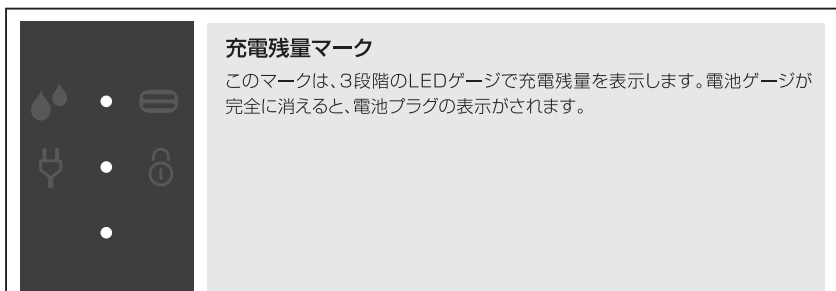 充電残量マーク
このマークは、3段階のLEDゲージで充電残量を表示します。電池ゲージが
完全に消えると、電池プラグの表示がされます。